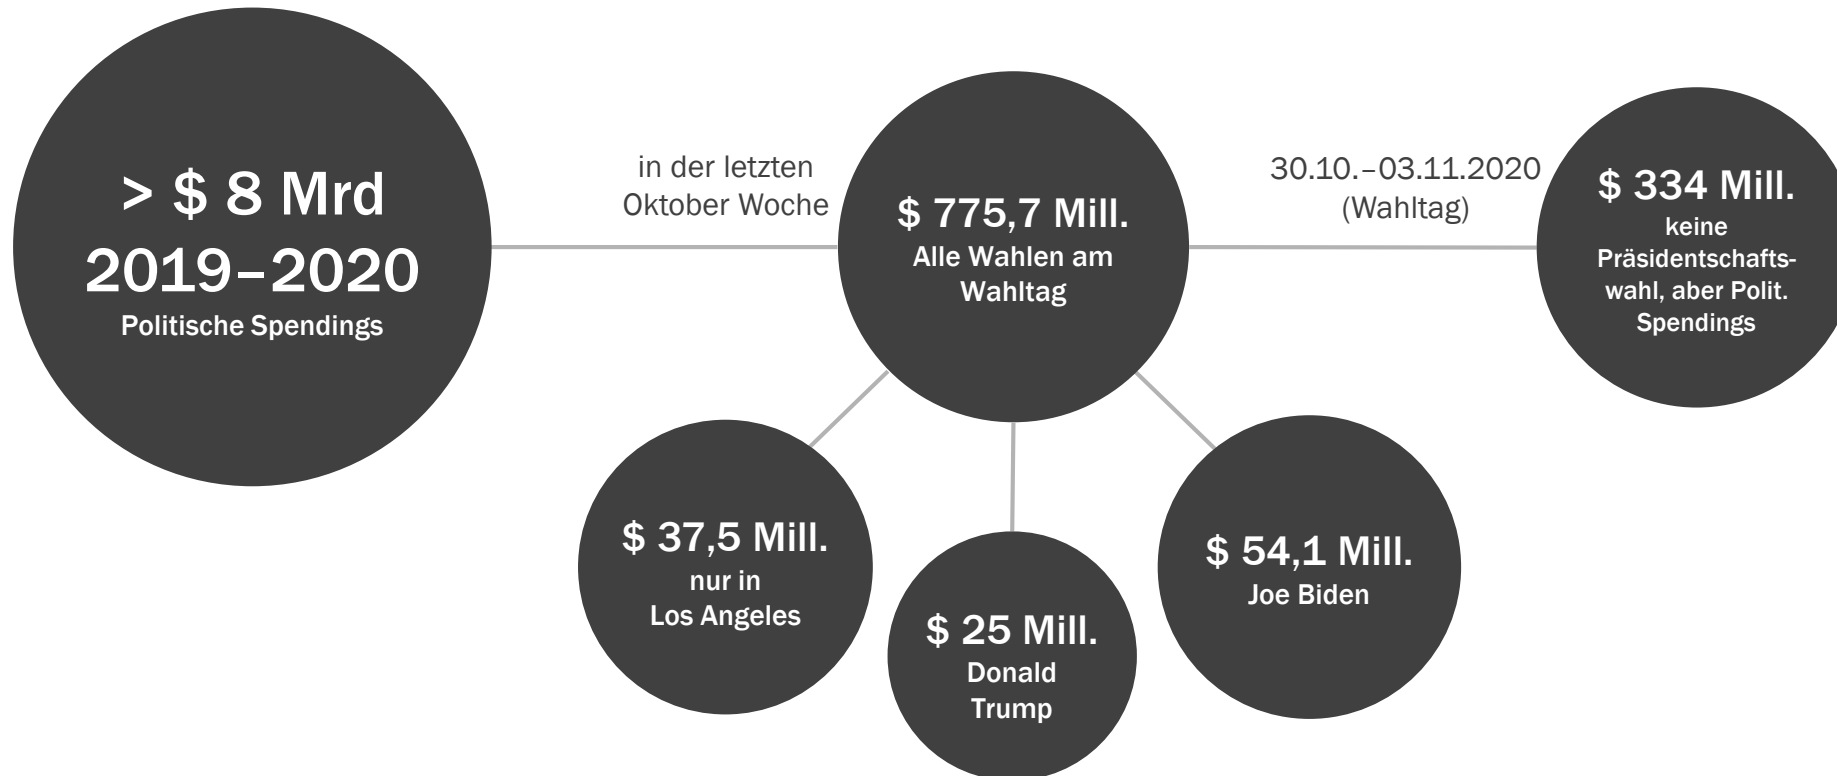 > $ 8 Mrd
2019–2020
Politische Spendings
in der letzten
Oktober Woche
$ 775,7 Mill.
Alle Wahlen am
Wahltag
30.10.–03.11.2020
(Wahltag)
$ 334 Mill.
keine
Präsidentschafts-
wahl, aber Polit.
Spendings
$ 37,5 Mill.
nur in
Los Angeles
$ 25 Mill.
Donald
Trump
$ 54,1 Mill.
Joe Biden